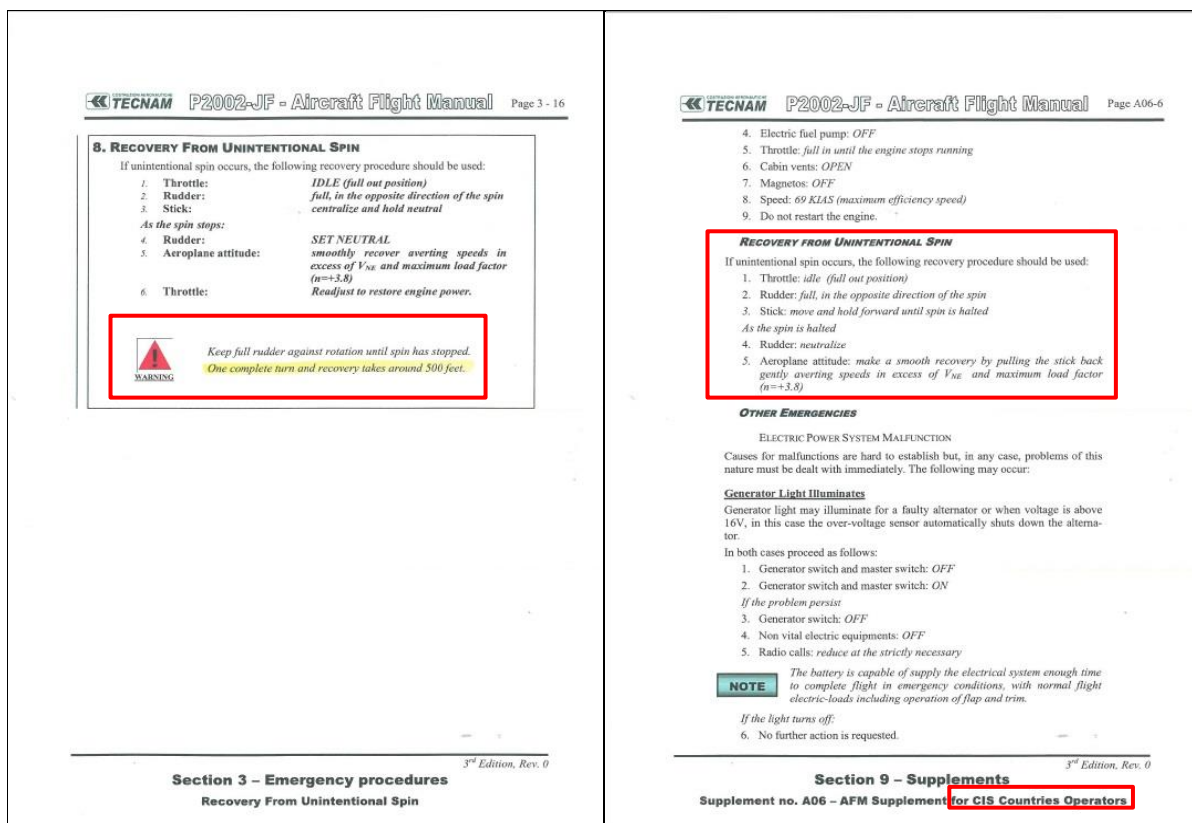 COSTRUZIONI AERONAUTICHE
TECNAM P2002-JF - Aircraft Flight Manual Page 3 - 16
8. RECOVERY FROM UNINTENTIONAL SPIN
If unintentional spin occurs, the following recovery procedure should be used:
1. Throttle: IDLE (full out position)
2. Rudder: full, in the opposite direction of the spin
3. Stick: centralize and hold neutral
As the spin stops:
4. Rudder: SET NEUTRAL
5. Aeroplane attitude: smoothly recover averting speeds in
excess of VNE and maximum load factor
(n=+3.8)
6. Throttle: Readjust to restore engine power.
WARNING
Keep full rudder against rotation until spin has stopped.
One complete turn and recovery takes around 500 feet.
3rd Edition, Rev. 0
Section 3 – Emergency procedures
Recovery From Unintentional Spin
COSTRUZIONI AERONAUTICHE
TECNAM P2002-JF - Aircraft Flight Manual Page A06-6
4. Electric fuel pump: OFF
5. Throttle: full in until the engine stops running
6. Cabin vents: OPEN
7. Magnetos: OFF
8. Speed: 69 KIAS (maximum efficiency speed)
9. Do not restart the engine.
RECOVERY FROM UNINTENTIONAL SPIN
If unintentional spin occurs, the following recovery procedure should be used:
1. Throttle: idle (full out position)
2. Rudder: full, in the opposite direction of the spin
3. Stick: move and hold forward until spin is halted
As the spin is halted
4. Rudder: neutralize
5. Aeroplane attitude: make a smooth recovery by pulling the stick back
gently averting speeds in excess of VNE and maximum load factor
(n=+3.8)
OTHER EMERGENCIES
ELECTRIC POWER SYSTEM MALFUNCTION
Causes for malfunctions are hard to establish but, in any case, problems of this
nature must be dealt with immediately. The following may occur:
Generator Light Illuminates
Generator light may illuminate for a faulty alternator or when voltage is above
16V, in this case the over-voltage sensor automatically shuts down the alterna-
tor.
In both cases proceed as follows:
1. Generator switch and master switch: OFF
2. Generator switch and master switch: ON
If the problem persist
3. Generator switch: OFF
4. Non vital electric equipments: OFF
5. Radio calls: reduce at the strictly necessary
NOTE
The battery is capable of supply the electrical system enough time
to complete flight in emergency conditions, with normal flight
electric-loads including operation of flap and trim.
If the light turns off:
6. No further action is requested.
3rd Edition, Rev. 0
Section 9 – Supplements
Supplement no. A06 – AFM Supplement for CIS Countries Operators